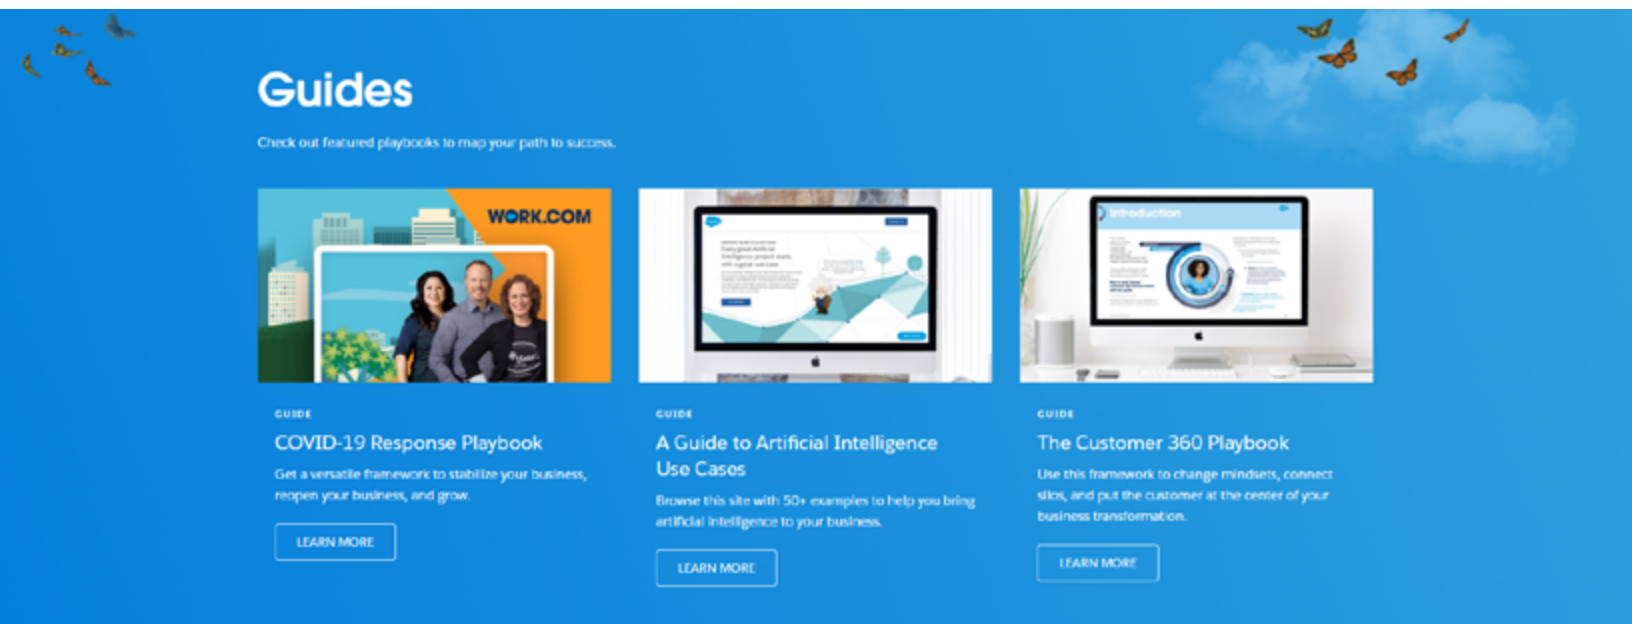 Guides
Check out featured playbooks to map your path to success.
WORK.COM
Introduction
GUIDE
COVID-19 Response Playbook
Get a versatile framework to stabilize your business,
reopen your business, and grow.
LEARN MORE
GUIDE
A Guide to Artificial Intelligence
Use Cases
Browse this site with 50+ examples to help you bring
artificial intelligence to your business.
LEARN MORE
GUIDE
The Customer 360 Playbook
Use this framework to change mindsets, connect
silos, and put the customer at the center of your
business transformation.
LEARN MORE